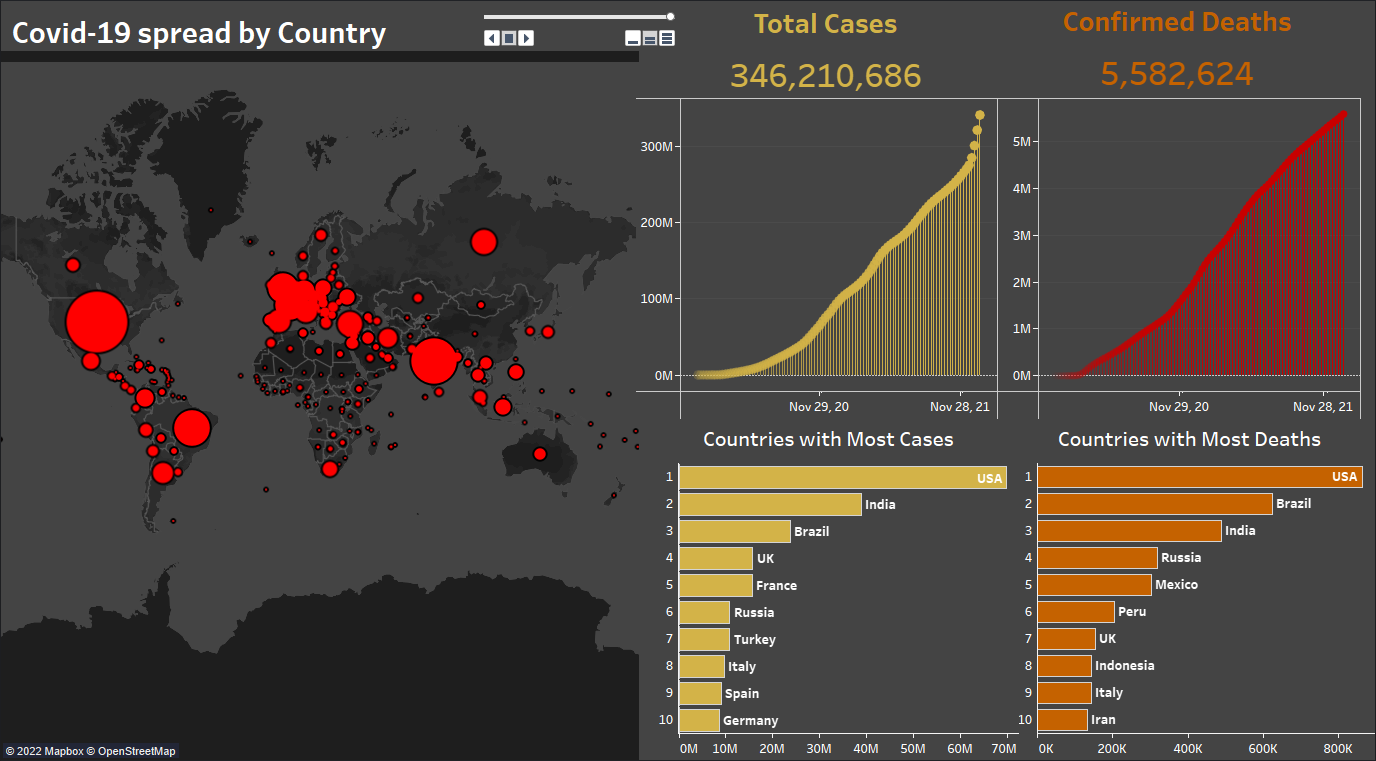 Covid-19 spread by Country
Total Cases
346,210,686
Confirmed Deaths
5,582,624
300M
200M
100M
0M
Nov 29, 20
Nov 28, 21
5M
4M
3M
2M
1M
0M
Nov 29, 20
Nov 28, 21
Countries with Most Cases
1 USA
2 India
3 Brazil
4 UK
5 France
6 Russia
7 Turkey
8 Italy
9 Spain
10 Germany
0M 10M 20M 30M 40M 50M 60M 70M
Countries with Most Deaths
1 USA
2 Brazil
3 India
4 Russia
5 Mexico
6 Peru
7 UK
8 Indonesia
9 Italy
10 Iran
0K 200K 400K 600K 800K
© 2022 Mapbox © OpenStreetMap